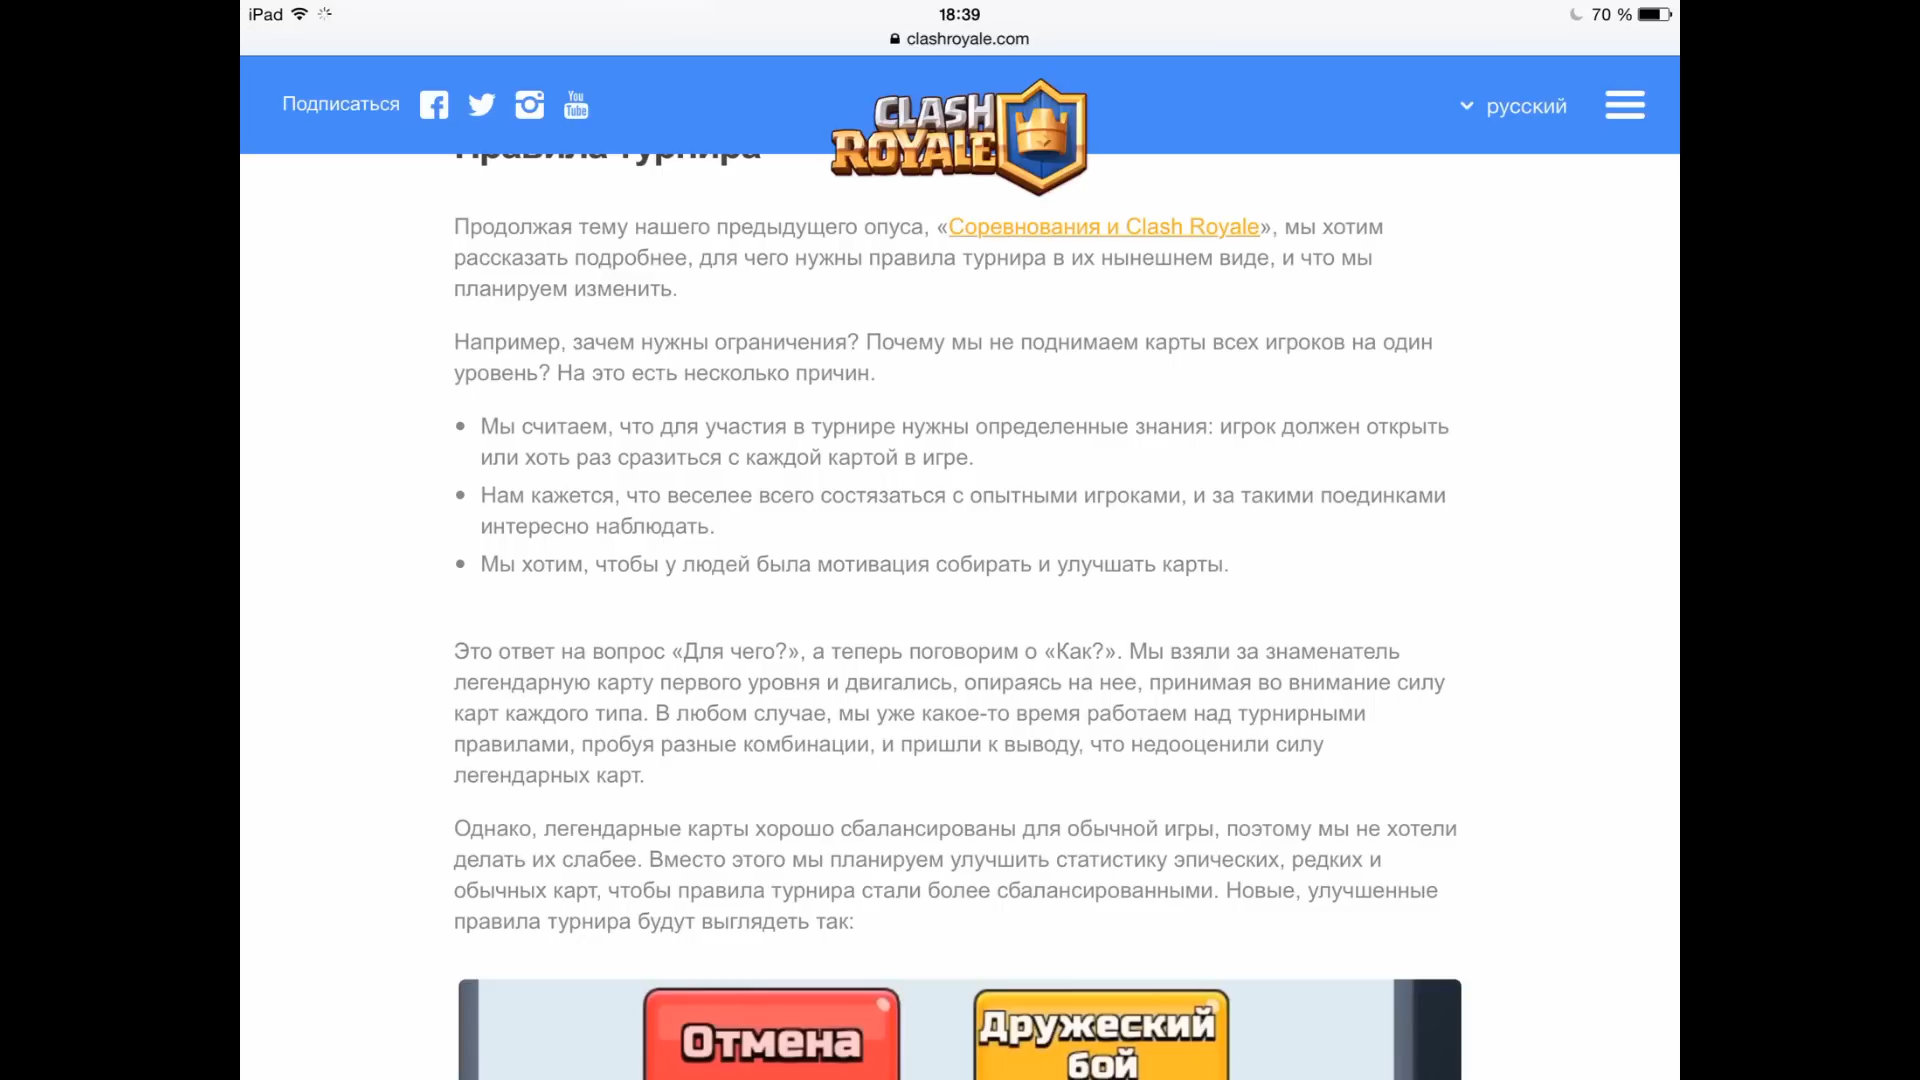 iPad 18:39 70 %
clashroyale.com
Подписаться You Tube CLASH ROYALE русский
Правила турнира
Продолжая тему нашего предыдущего опуса, «Соревнования и Clash Royale», мы хотим
рассказать подробнее, для чего нужны правила турнира в их нынешнем виде, и что мы
планируем изменить.
Например, зачем нужны ограничения? Почему мы не поднимаем карты всех игроков на один
уровень? На это есть несколько причин.
Мы считаем, что для участия в турнире нужны определенные знания: игрок должен открыть
или хоть раз сразиться с каждой картой в игре.
Нам кажется, что веселее всего состязаться с опытными игроками, и за такими поединками
интересно наблюдать.
Мы хотим, чтобы у людей была мотивация собирать и улучшать карты.
Это ответ на вопрос «Для чего?», а теперь поговорим о «Как?». Мы взяли за знаменатель
легендарную карту первого уровня и двигались, опираясь на нее, принимая во внимание силу
карт каждого типа. В любом случае, мы уже какое-то время работаем над турнирными
правилами, пробуя разные комбинации, и пришли к выводу, что недооценили силу
легендарных карт.
Однако, легендарные карты хорошо сбалансированы для обычной игры, поэтому мы не хотели
делать их слабее. Вместо этого мы планируем улучшить статистику эпических, редких и
обычных карт, чтобы правила турнира стали более сбалансированными. Новые, улучшенные
правила турнира будут выглядеть так:
Отмена
Дружеский
бой